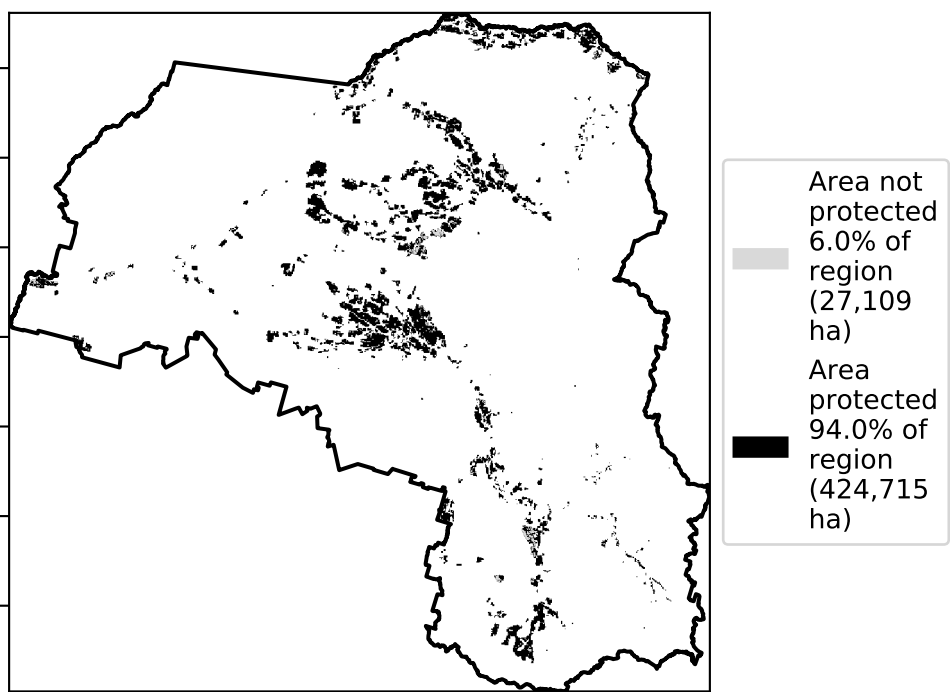 Area not
protected
6.0% of
region
(27,109
ha)
Area
protected
94.0% of
region
(424,715
ha)